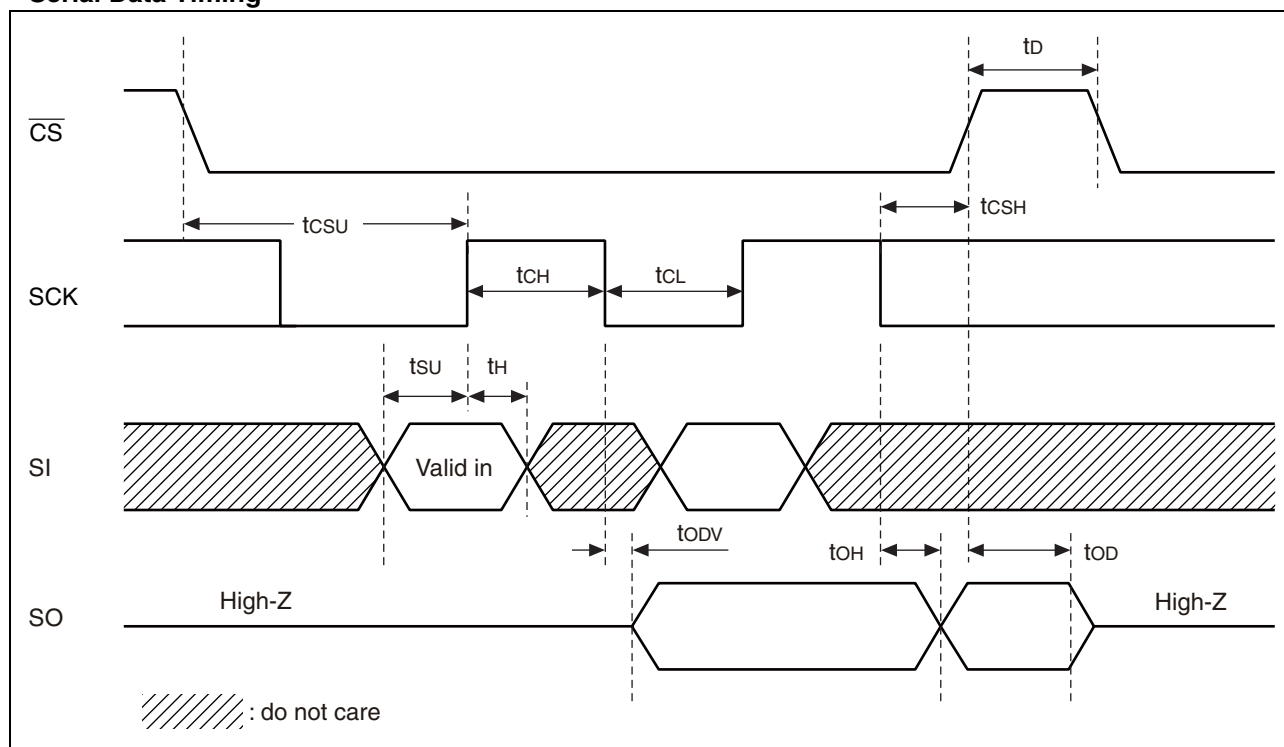 Serial Data Timing
tD
CS
tCSH
tCSU
tCH
tCL
SCK
tSU
tH
SI
Valid in
tODV
tOH
tOD
High-Z
High-Z
SO
: do not care